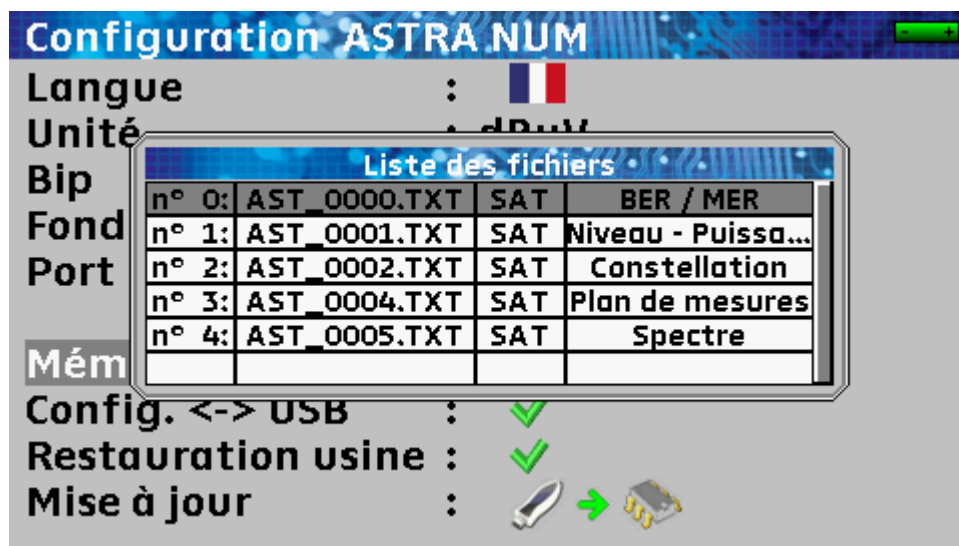 Configuration ASTRA NUM
- +
Langue :
Unité : dBµV
Bip
Fond
Port
Liste des fichiers
n° 0: AST_0000.TXT SAT BER / MER
n° 1: AST_0001.TXT SAT Niveau - Puissa...
n° 2: AST_0002.TXT SAT Constellation
n° 3: AST_0004.TXT SAT Plan de mesures
n° 4: AST_0005.TXT SAT Spectre
Mém
Config. <-> USB :
Restauration usine :
Mise à jour :